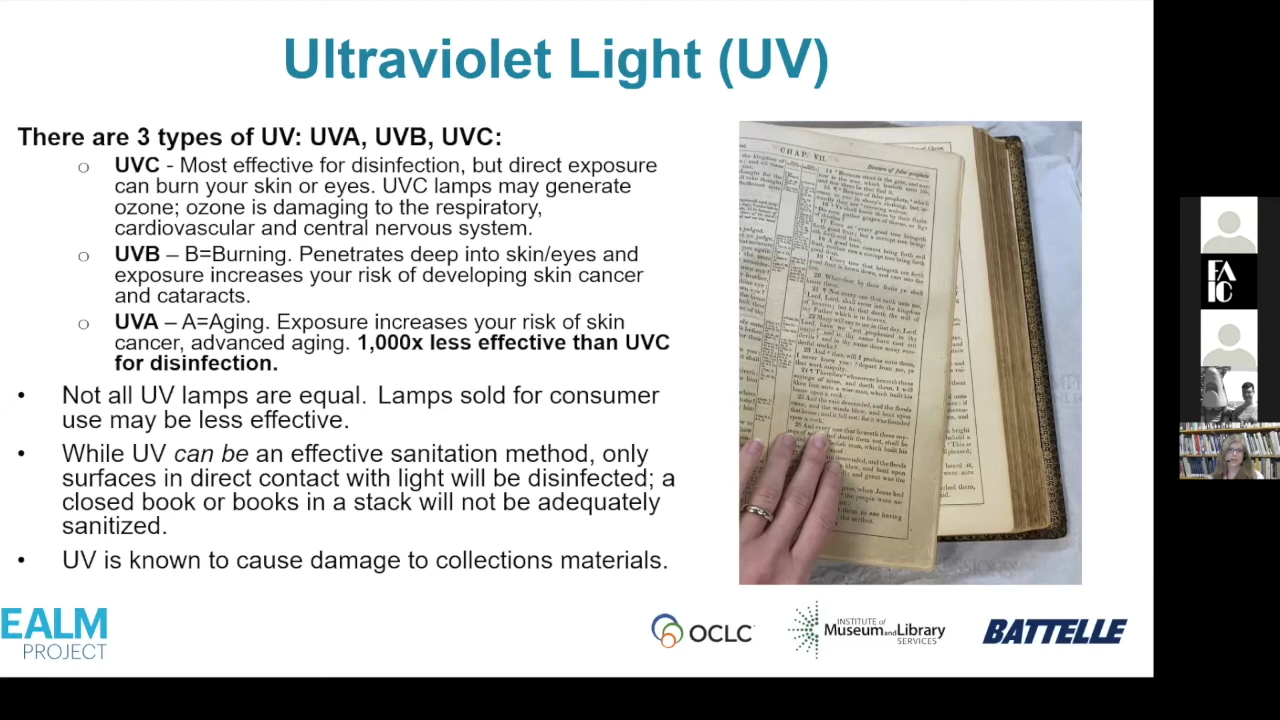 Ultraviolet Light (UV)
There are 3 types of UV: UVA, UVB, UVC:
○ UVC - Most effective for disinfection, but direct exposure
can burn your skin or eyes. UVC lamps may generate
ozone; ozone is damaging to the respiratory,
cardiovascular and central nervous system.
○ UVB – B=Burning. Penetrates deep into skin/eyes and
exposure increases your risk of developing skin cancer
and cataracts.
○ UVA – A=Aging. Exposure increases your risk of skin
cancer, advanced aging. 1,000x less effective than UVC
for disinfection.
• Not all UV lamps are equal. Lamps sold for consumer
use may be less effective.
• While UV can be an effective sanitation method, only
surfaces in direct contact with light will be disinfected; a
closed book or books in a stack will not be adequately
sanitized.
• UV is known to cause damage to collections materials.
CHAP. VII.
EALM
PROJECT
OCLC
INSTITUTE of
Museum and Library
SERVICES
BATTELLE
FA
IC